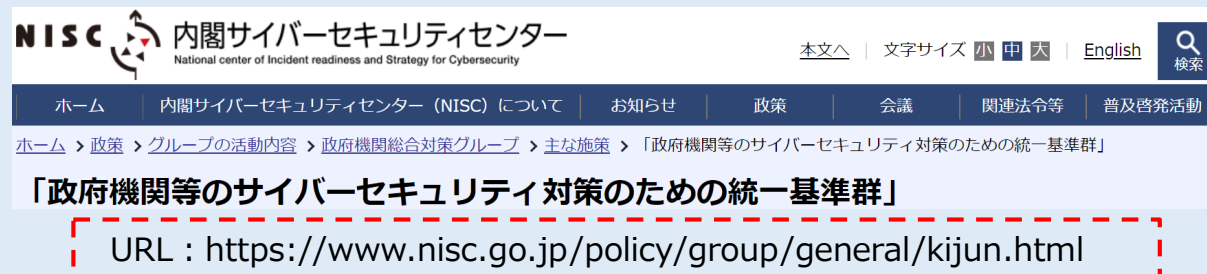 NISC 内閣サイバーセキュリティセンター
National center of Incident readiness and Strategy for Cybersecurity
本文へ | 文字サイズ 小 中 大 | English 検索
ホーム 内閣サイバーセキュリティセンター（NISC）について お知らせ 政策 会議 関連法令等 普及啓発活動
ホーム > 政策 > グループの活動内容 > 政府機関総合対策グループ > 主な施策 > 「政府機関等のサイバーセキュリティ対策のための統一基準群」
「政府機関等のサイバーセキュリティ対策のための統一基準群」
URL：https://www.nisc.go.jp/policy/group/general/kijun.html